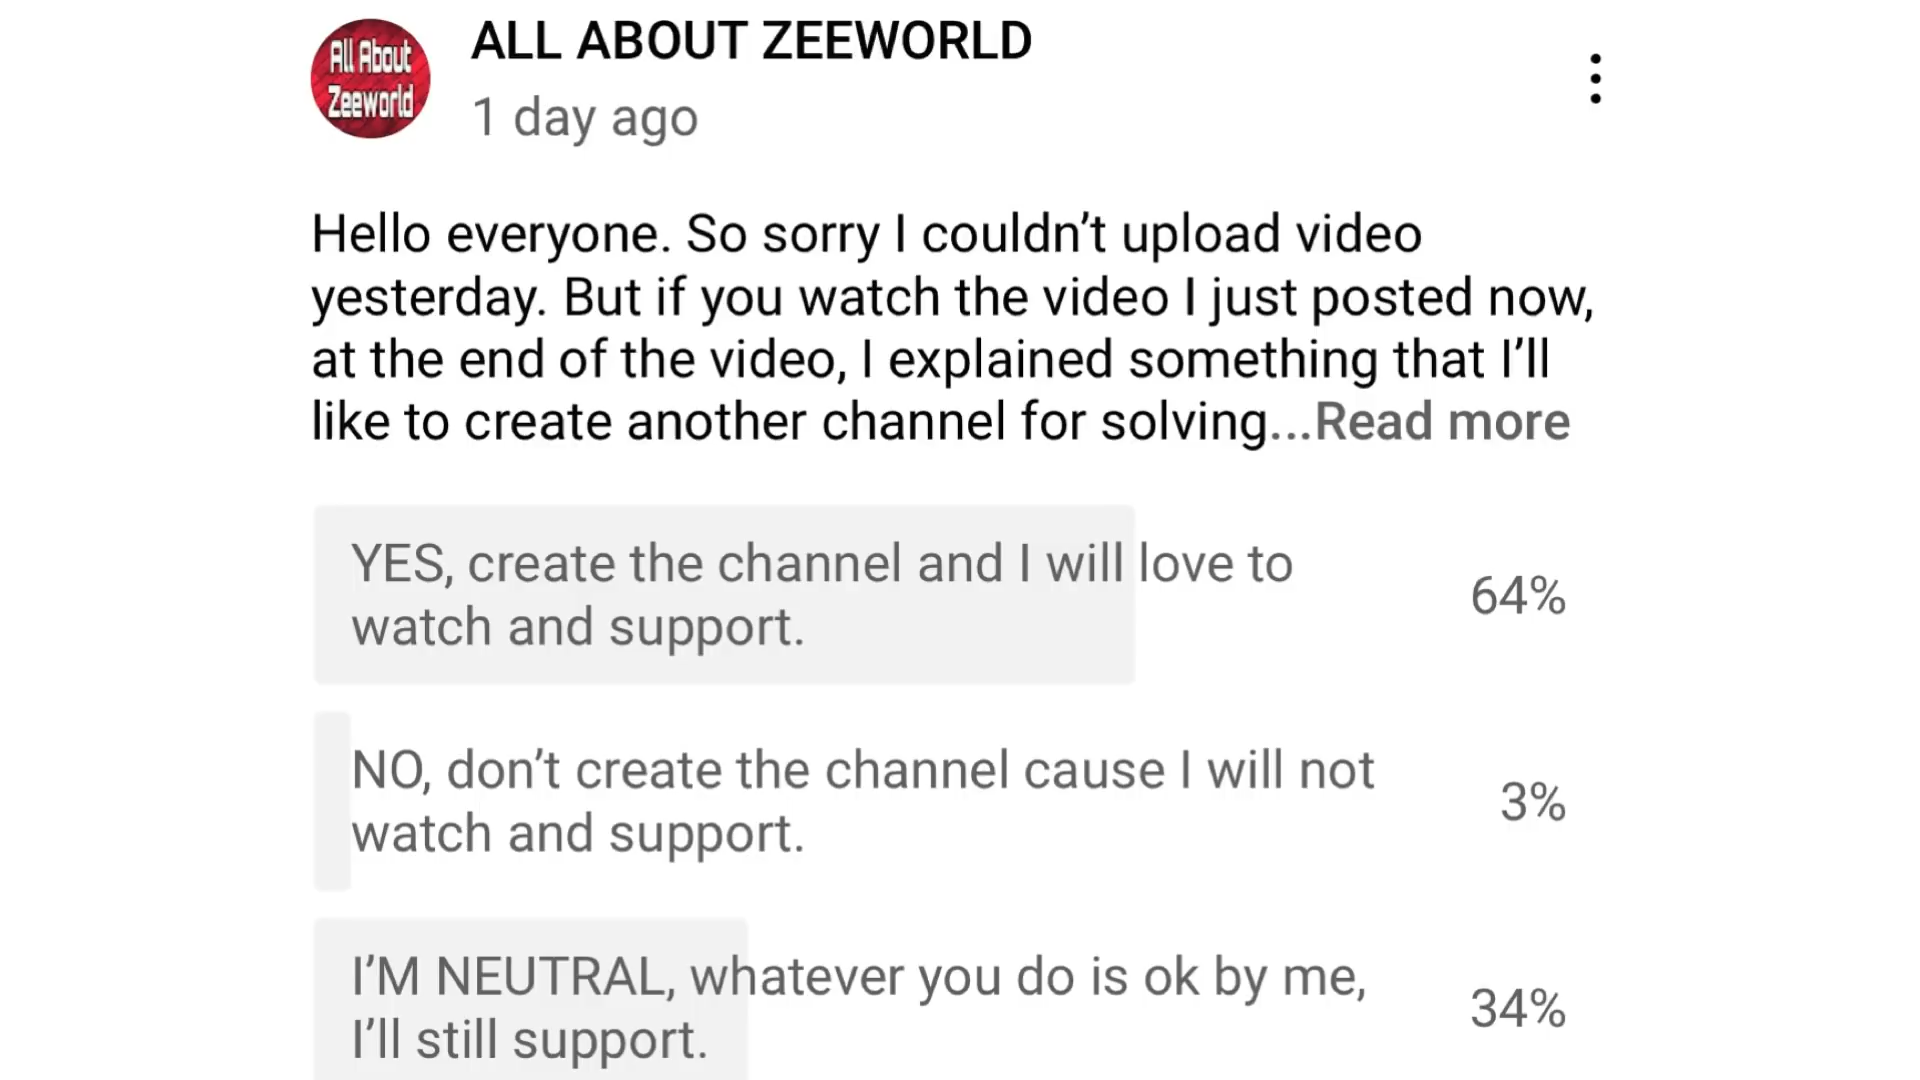 All About
Zeeworld
ALL ABOUT ZEEWORLD
1 day ago
Hello everyone. So sorry I couldn’t upload video
yesterday. But if you watch the video I just posted now,
at the end of the video, I explained something that I’ll
like to create another channel for solving...Read more
YES, create the channel and I will love to
watch and support.
64%
NO, don’t create the channel cause I will not
watch and support.
3%
I’M NEUTRAL, whatever you do is ok by me,
I’ll still support.
34%